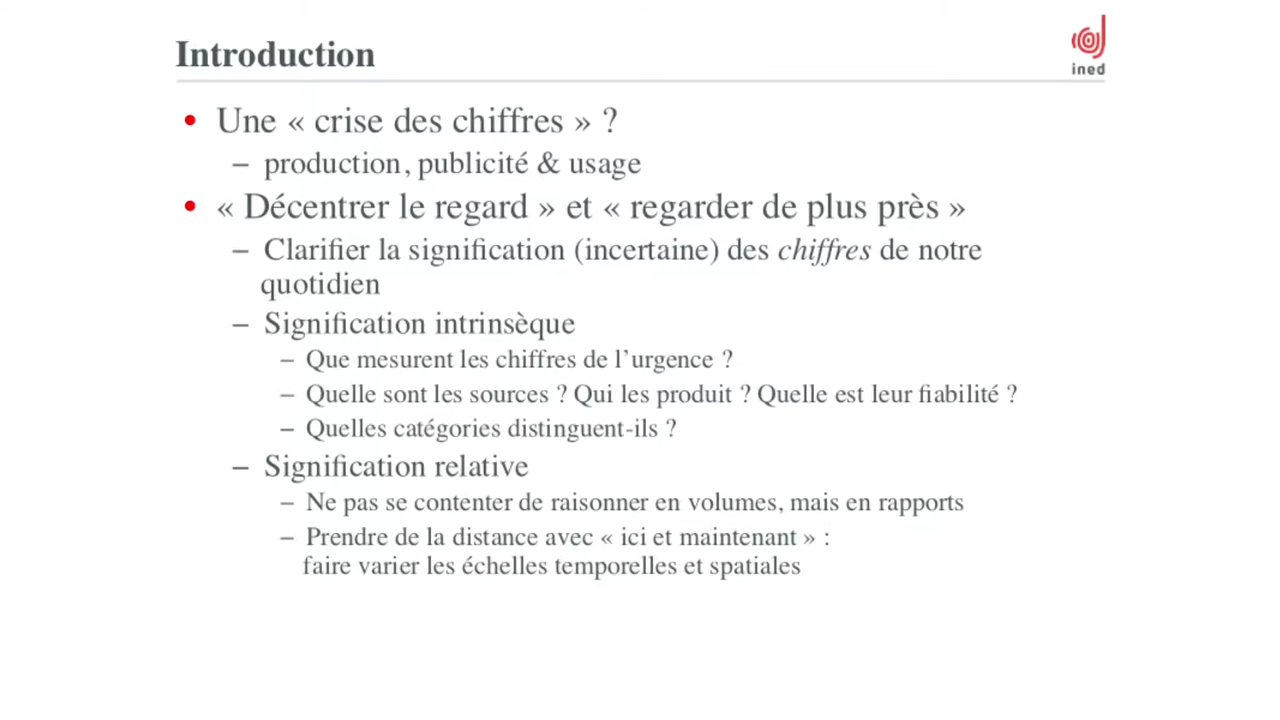 Introduction
ined
• Une « crise des chiffres » ?
– production, publicité & usage
• « Décentrer le regard » et « regarder de plus près »
– Clarifier la signification (incertaine) des chiffres de notre
quotidien
– Signification intrinsèque
– Que mesurent les chiffres de l’urgence ?
– Quelle sont les sources ? Qui les produit ? Quelle est leur fiabilité ?
– Quelles catégories distinguent-ils ?
– Signification relative
– Ne pas se contenter de raisonner en volumes, mais en rapports
– Prendre de la distance avec « ici et maintenant » :
faire varier les échelles temporelles et spatiales